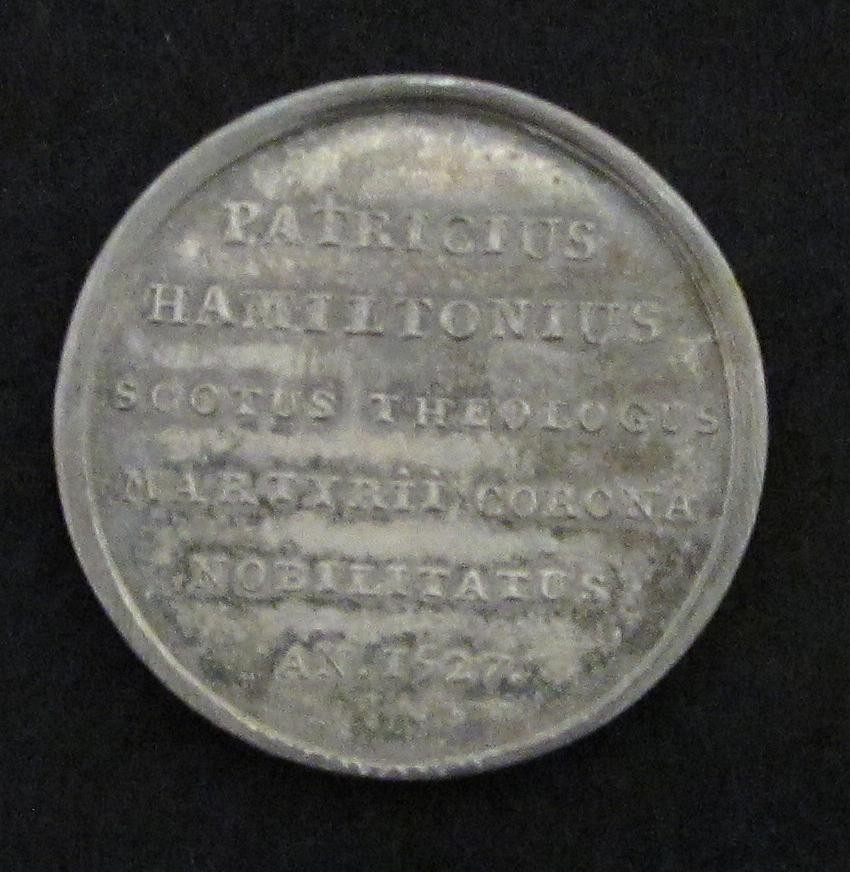 PATRICIUS
HAMILTONIUS
SCOTUS THEOLOGUS
MARTYRii CORONA
NOBILITATUS
AN. 1527.